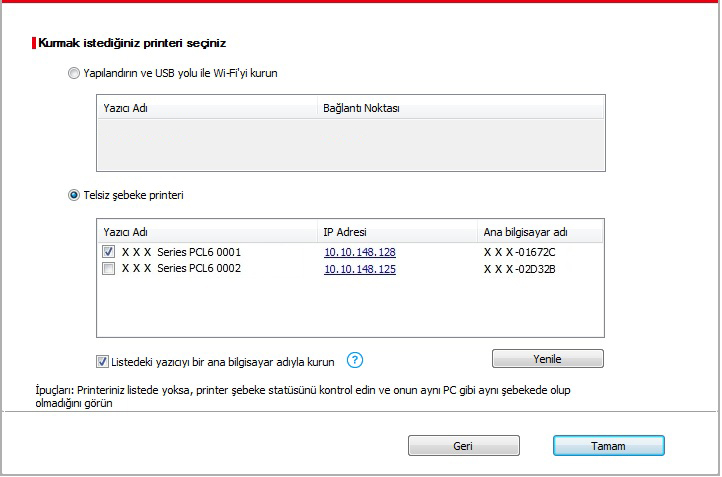 Kurmak istediğiniz printeri seçiniz
Yapılandırın ve USB yolu ile Wi-Fi'yi kurun
Yazıcı Adı Bağlantı Noktası
Telsiz şebeke printeri
Yazıcı Adı IP Adresi Ana bilgisayar adı
X X X Series PCL6 0001 10.10.148.128 X X X-01672C
X X X Series PCL6 0002 10.10.148.125 X X X-02D32B
Listedeki yazıcıyı bir ana bilgisayar adıyla kurun ? Yenile
İpuçları: Printeriniz listede yoksa, printer şebeke statüsünü kontrol edin ve onun aynı PC gibi aynı şebekede olup
olmadığını görün
Geri Tamam